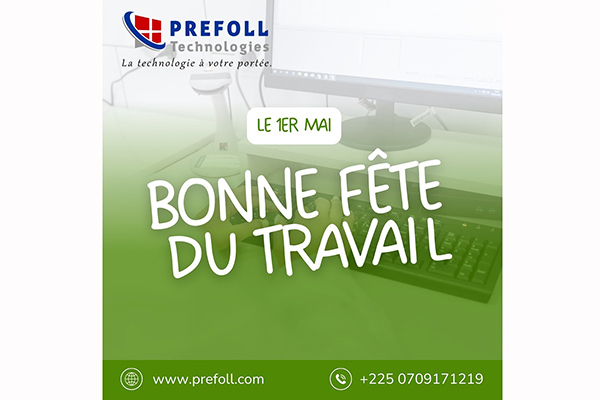 PREFOLL
Technologies
La technologie à votre portée.
LE 1ER MAI
BONNE FÊTE
DU TRAVAIL
www.prefoll.com
+225 0709171219